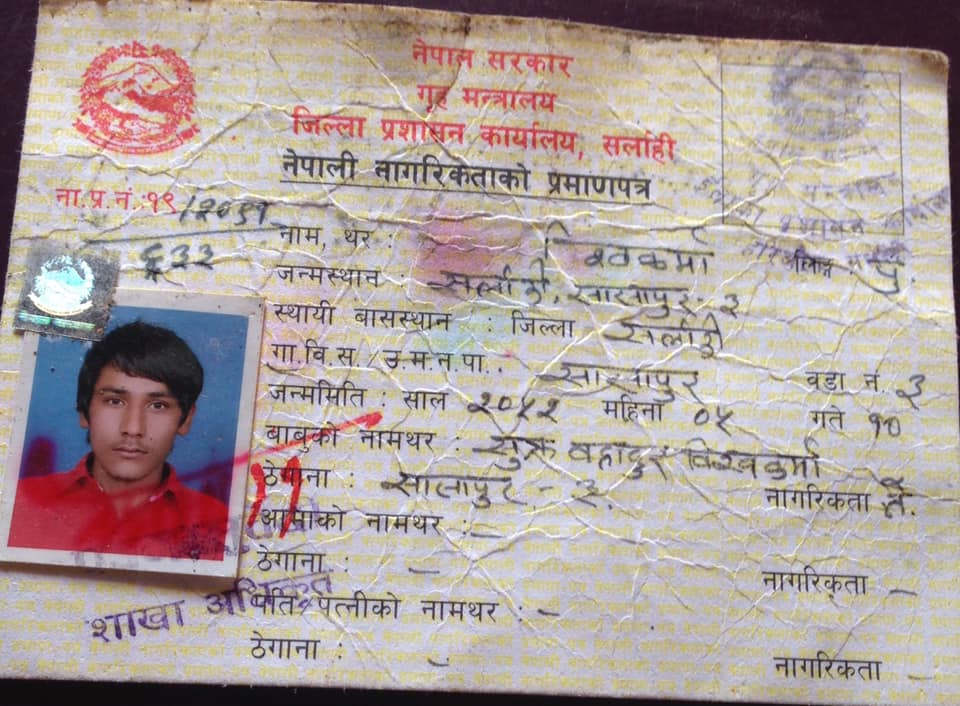 नेपाल सरकार
गृह मन्त्रालय
जिल्ला प्रशासन कार्यालय, सर्लाही
नेपाली नागरिकताको प्रमाणपत्र
ना.प्र.नं.:१९/२०
६३२
नाम, थर : विश्वकर्मा पु.
जन्मस्थान : सर्लाही, सालापुर-३
स्थायी बासस्थान : जिल्ला सर्लाही
गा.वि.स./उ.म.न.पा.. सालापुर वडा नं ३
जन्ममिति : साल २०५२ महिना ०५ गते १०
बाबुको नामथर : बहादुर विश्वकर्मा
ठेगाना : सालापुर - ३ नागरिकता ने.
आमाको नामथर : -
ठेगाना : - नागरिकता -
पति/पत्नीको नामथर : -
शाखा अधिकृत
ठेगाना : - नागरिकता -